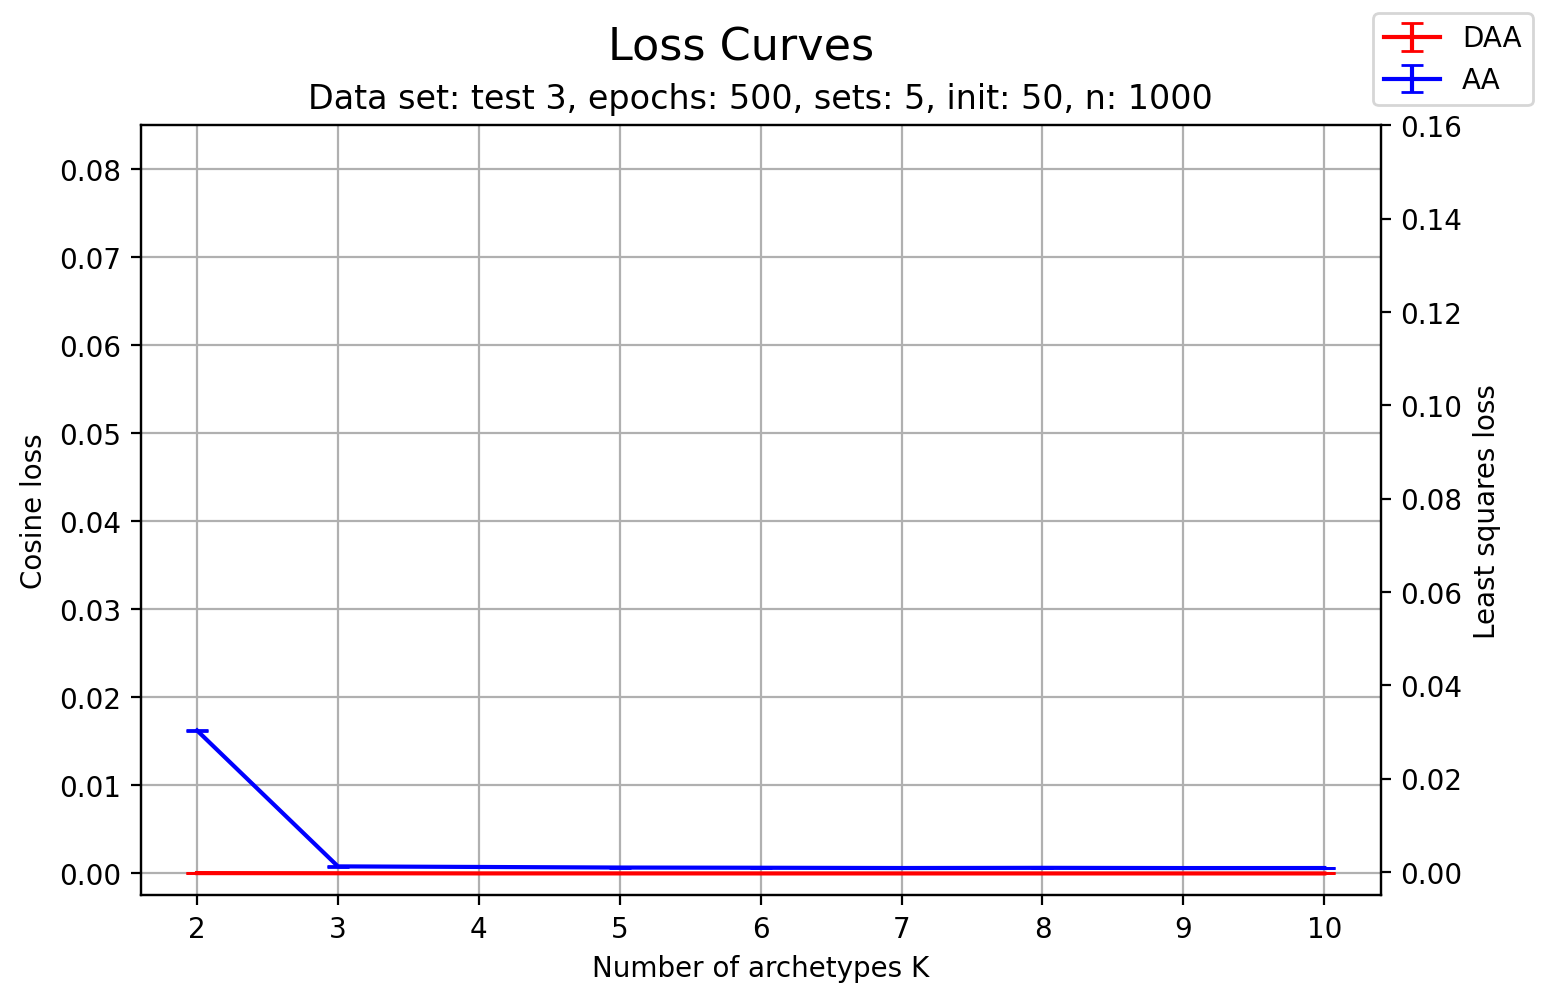 Loss Curves
Data set: test 3, epochs: 500, sets: 5, init: 50, n: 1000
DAA
AA
0.08
0.07
0.06
0.05
0.04
0.03
0.02
0.01
0.00
Cosine loss
0.16
0.14
0.12
0.10
0.08
0.06
0.04
0.02
0.00
Least squares loss
2 3 4 5 6 7 8 9 10
Number of archetypes K